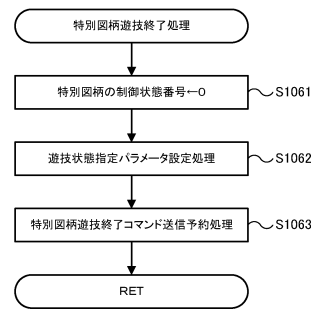 特別図柄遊技終了処理
特別図柄の制御状態番号←0
S1061
遊技状態指定パラメータ設定処理
S1062
特別図柄遊技終了コマンド送信予約処理
S1063
RET